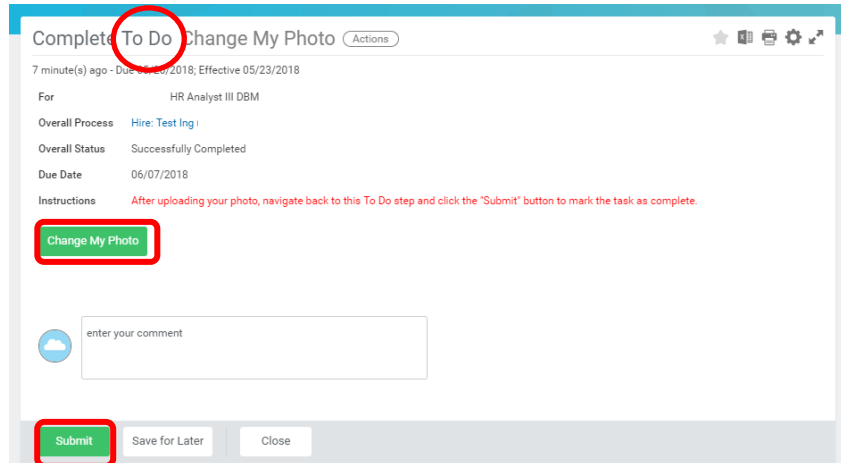 Complete To Do Change My Photo Actions
7 minute(s) ago - Due 05/25/2018; Effective 05/23/2018
For HR Analyst III DBM
Overall Process Hire: Test Ing
Overall Status Successfully Completed
Due Date 06/07/2018
Instructions After uploading your photo, navigate back to this To Do step and click the "Submit" button to mark the task as complete.
Change My Photo
enter your comment
Submit Save for Later Close